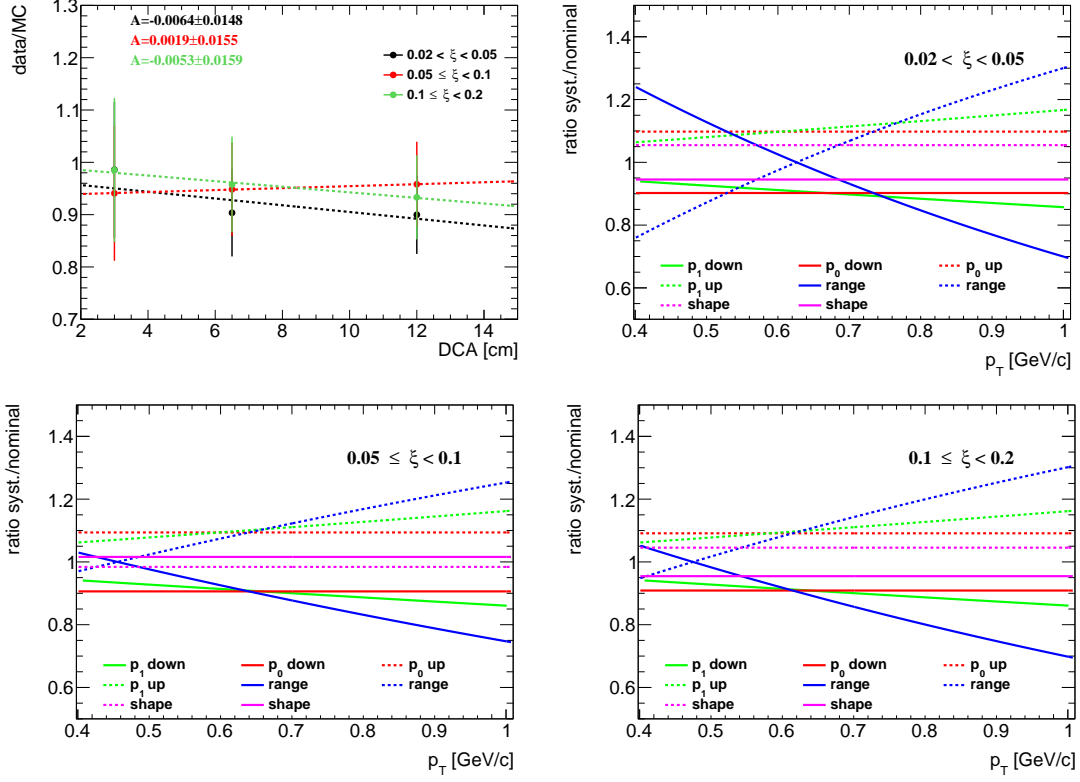 data/MC
1.3
1.2
1.1
1
0.9
0.8
0.7
A=-0.0064±0.0148
A=0.0019±0.0155
A=-0.0053±0.0159
0.02 < ξ < 0.05
0.05 ≤ ξ < 0.1
0.1 ≤ ξ < 0.2
2 4 6 8 10 12 14
DCA [cm]
ratio syst./nominal
1.4
1.2
1
0.8
0.6
0.02 < ξ < 0.05
p₁ down p₀ down p₀ up
p₁ up range range
shape shape
0.4 0.5 0.6 0.7 0.8 0.9 1
p_T [GeV/c]
ratio syst./nominal
1.4
1.2
1
0.8
0.6
0.05 ≤ ξ < 0.1
p₁ down p₀ down p₀ up
p₁ up range range
shape shape
0.4 0.5 0.6 0.7 0.8 0.9 1
p_T [GeV/c]
ratio syst./nominal
1.4
1.2
1
0.8
0.6
0.1 ≤ ξ < 0.2
p₁ down p₀ down p₀ up
p₁ up range range
shape shape
0.4 0.5 0.6 0.7 0.8 0.9 1
p_T [GeV/c]